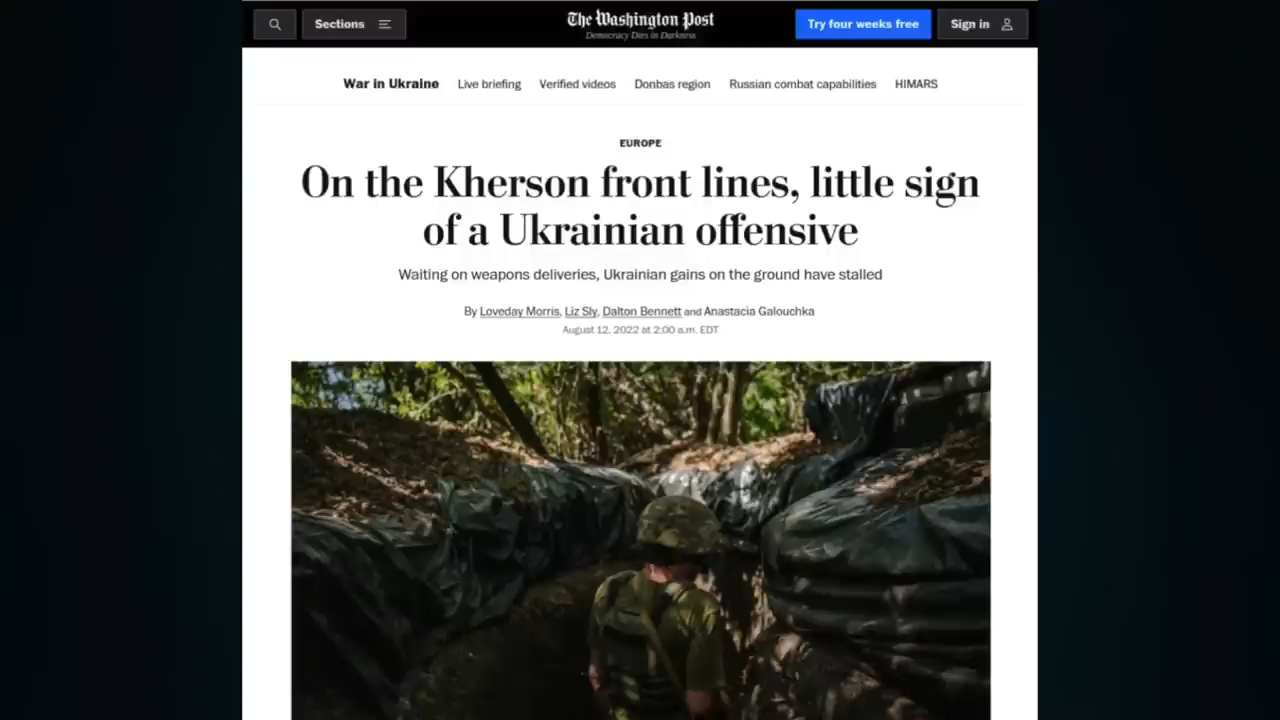 Sections
The Washington Post
Democracy Dies in Darkness
Try four weeks free
Sign in
War in Ukraine Live briefing Verified videos Donbas region Russian combat capabilities HIMARS
EUROPE
On the Kherson front lines, little sign
of a Ukrainian offensive
Waiting on weapons deliveries, Ukrainian gains on the ground have stalled
By Loveday Morris, Liz Sly, Dalton Bennett and Anastacia Galouchka
August 12, 2022 at 2:00 a.m. EDT